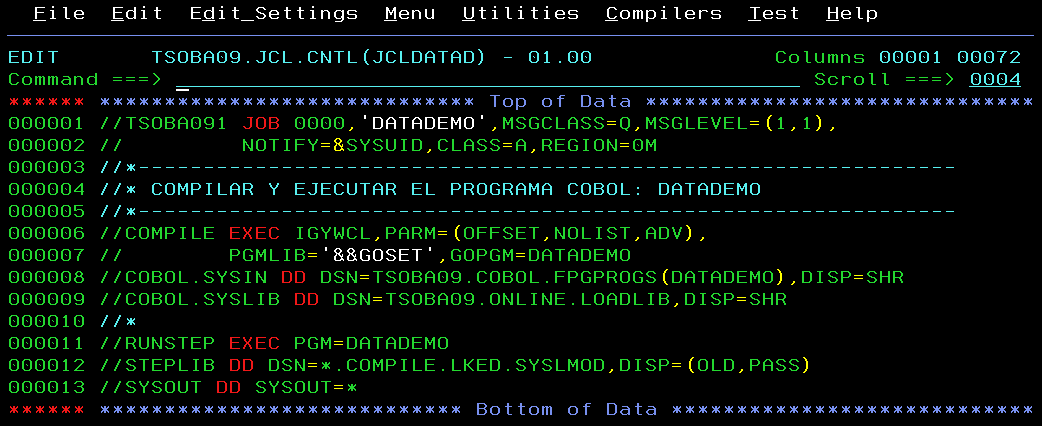 File  Edit  Edit_Settings  Menu  Utilities  Compilers  Test  Help
EDIT       TSOBA09.JCL.CNTL(JCLDATAD) - 01.00              Columns 00001 00072
Command ===>                                                  Scroll ===> 0004
****** ***************************** Top of Data ******************************
000001 //TSOBA091 JOB 0000,'DATADEMO',MSGCLASS=Q,MSGLEVEL=(1,1),
000002 //         NOTIFY=&SYSUID,CLASS=A,REGION=0M
000003 //*---------------------------------------------------------------
000004 //* COMPILAR Y EJECUTAR EL PROGRAMA COBOL: DATADEMO
000005 //*---------------------------------------------------------------
000006 //COMPILE EXEC IGYWCL,PARM=(OFFSET,NOLIST,ADV),
000007 //        PGMLIB='&&GOSET',GOPGM=DATADEMO
000008 //COBOL.SYSIN DD DSN=TSOBA09.COBOL.FPGPROGS(DATADEMO),DISP=SHR
000009 //COBOL.SYSLIB DD DSN=TSOBA09.ONLINE.LOADLIB,DISP=SHR
000010 //*
000011 //RUNSTEP EXEC PGM=DATADEMO
000012 //STEPLIB DD DSN=*.COMPILE.LKED.SYSLMOD,DISP=(OLD,PASS)
000013 //SYSOUT DD SYSOUT=*
****** **************************** Bottom of Data ****************************